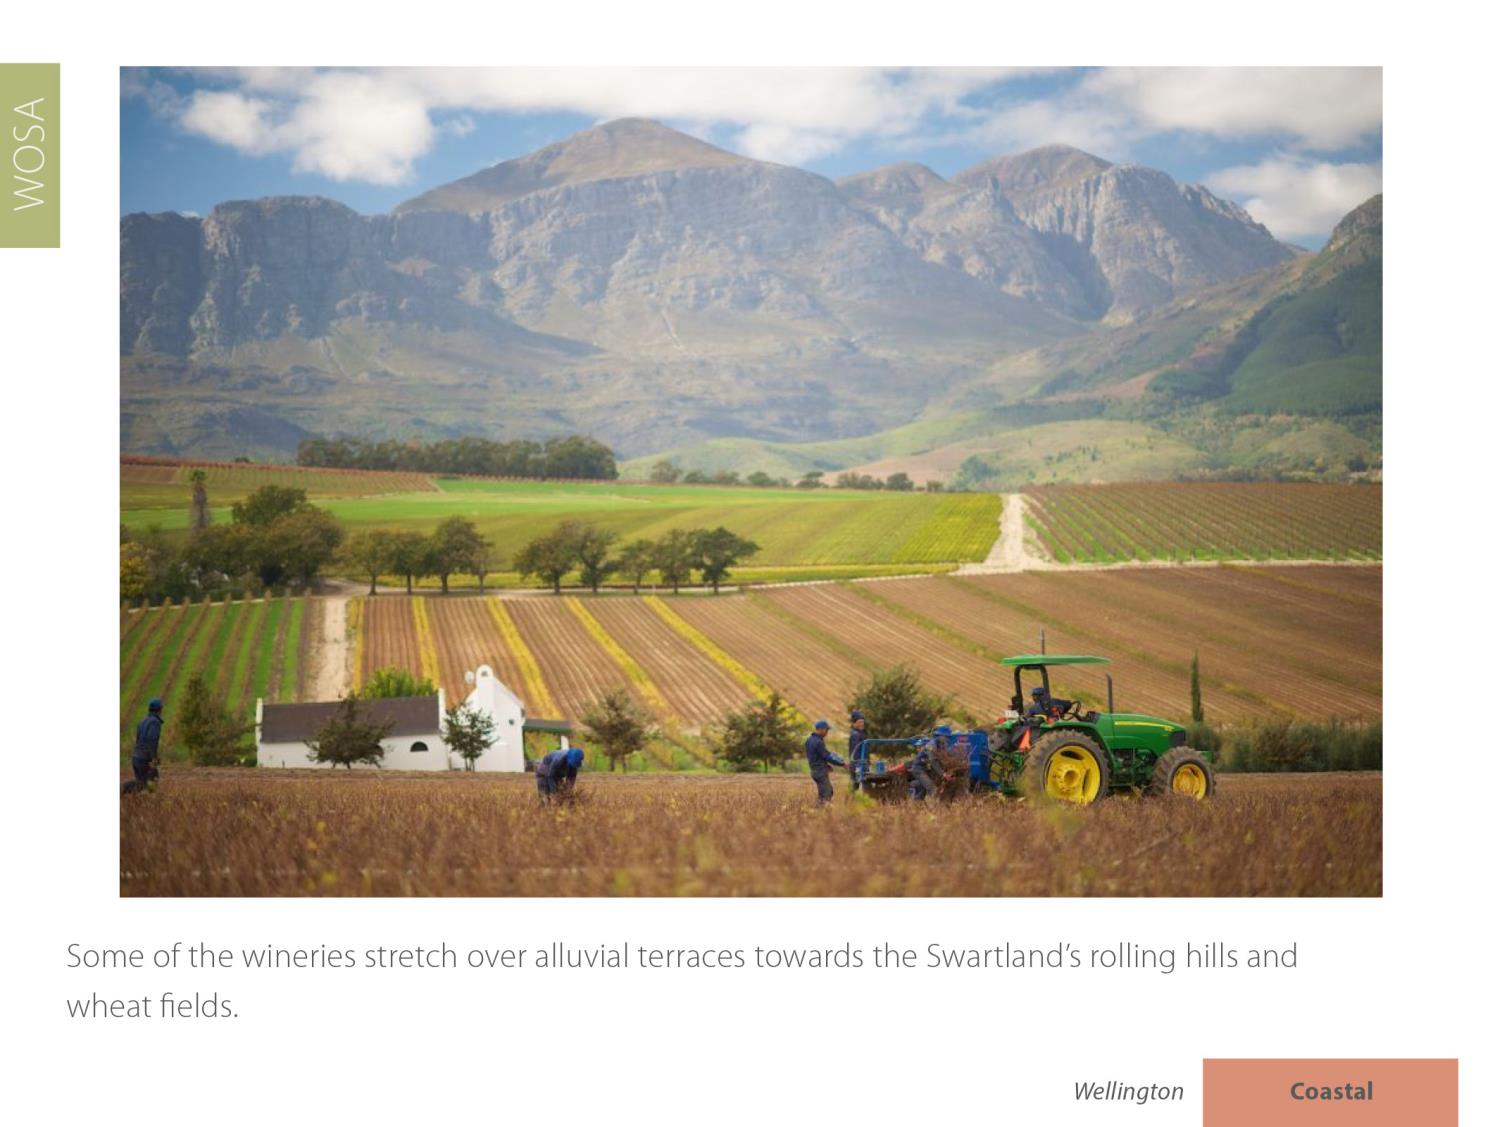 WOSA
Some of the wineries stretch over alluvial terraces towards the Swartland’s rolling hills and
wheat fields.
Wellington
Coastal